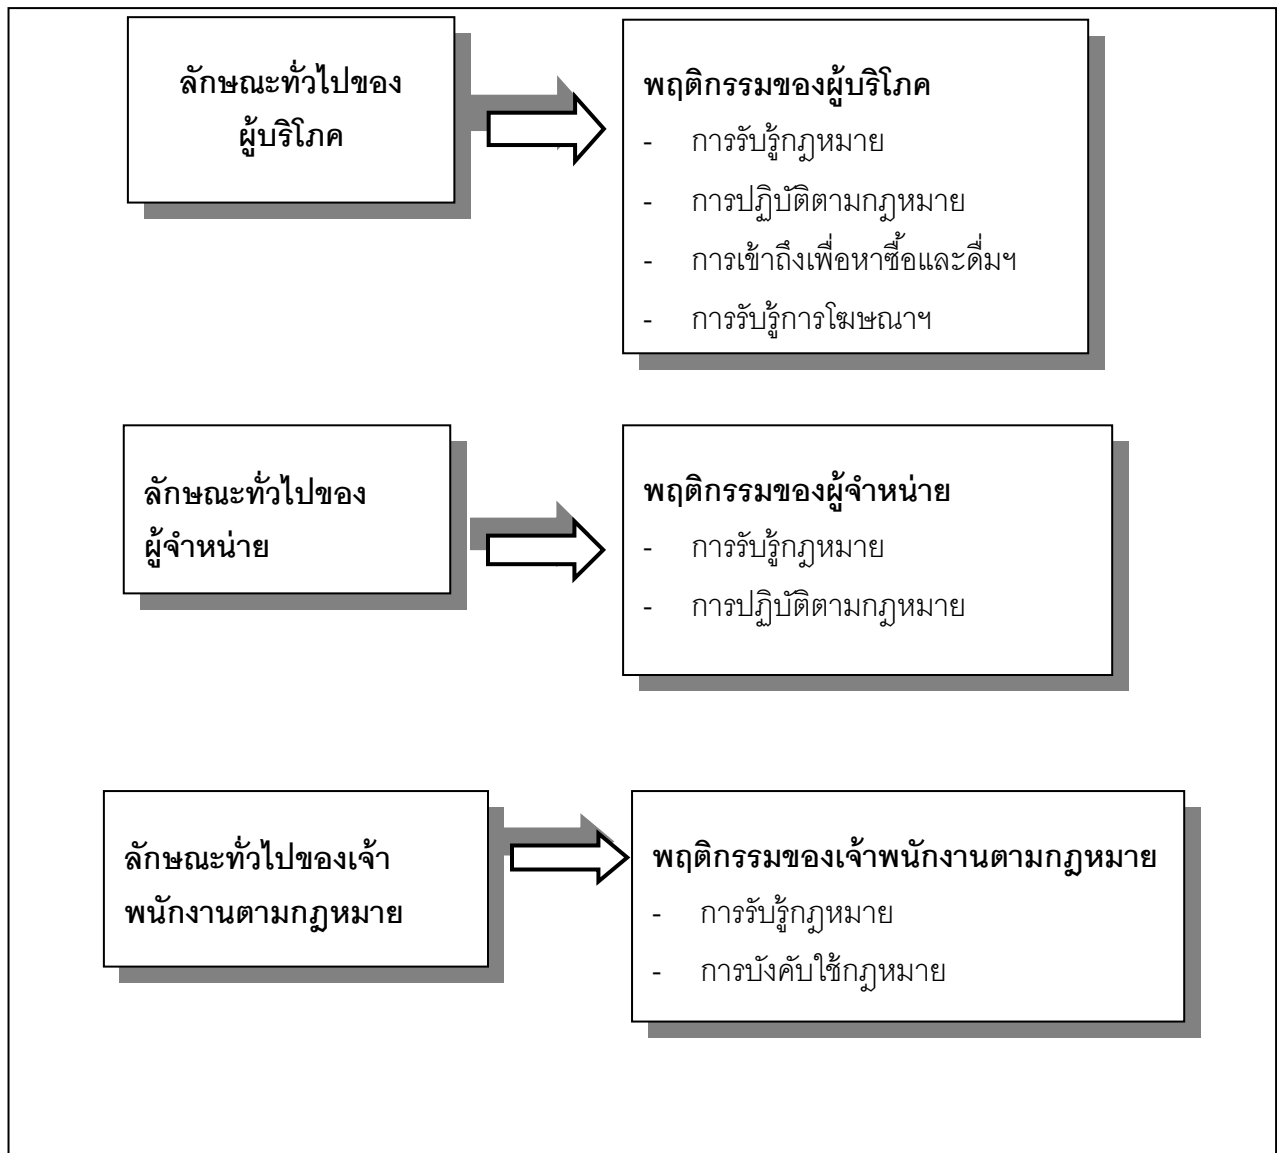 ลักษณะทั่วไปของ
ผู้บริโภค
พฤติกรรมของผู้บริโภค
- การรับรู้กฎหมาย
- การปฏิบัติตามกฎหมาย
- การเข้าถึงเพื่อหาซื้อและดื่มฯ
- การรับรู้การโฆษณาฯ
ลักษณะทั่วไปของ
ผู้จำหน่าย
พฤติกรรมของผู้จำหน่าย
- การรับรู้กฎหมาย
- การปฏิบัติตามกฎหมาย
ลักษณะทั่วไปของเจ้า
พนักงานตามกฎหมาย
พฤติกรรมของเจ้าพนักงานตามกฎหมาย
- การรับรู้กฎหมาย
- การบังคับใช้กฎหมาย